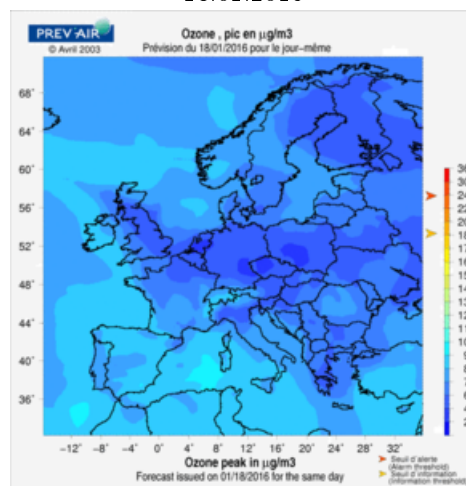 PREV'AIR
© Avril 2003
Ozone , pic en µg/m3
Prévision du 18/01/2016 pour le jour-même
68°
64°
60°
56°
52°
48°
44°
40°
36°
−12° −8° −4° 0° 4° 8° 12° 16° 20° 24° 28° 32°
Ozone peak in µg/m3
Forecast issued on 01/18/2016 for the same day
Seuil d'alerte
(Alarm threshold)
Seuil d'information
(Information threshold)